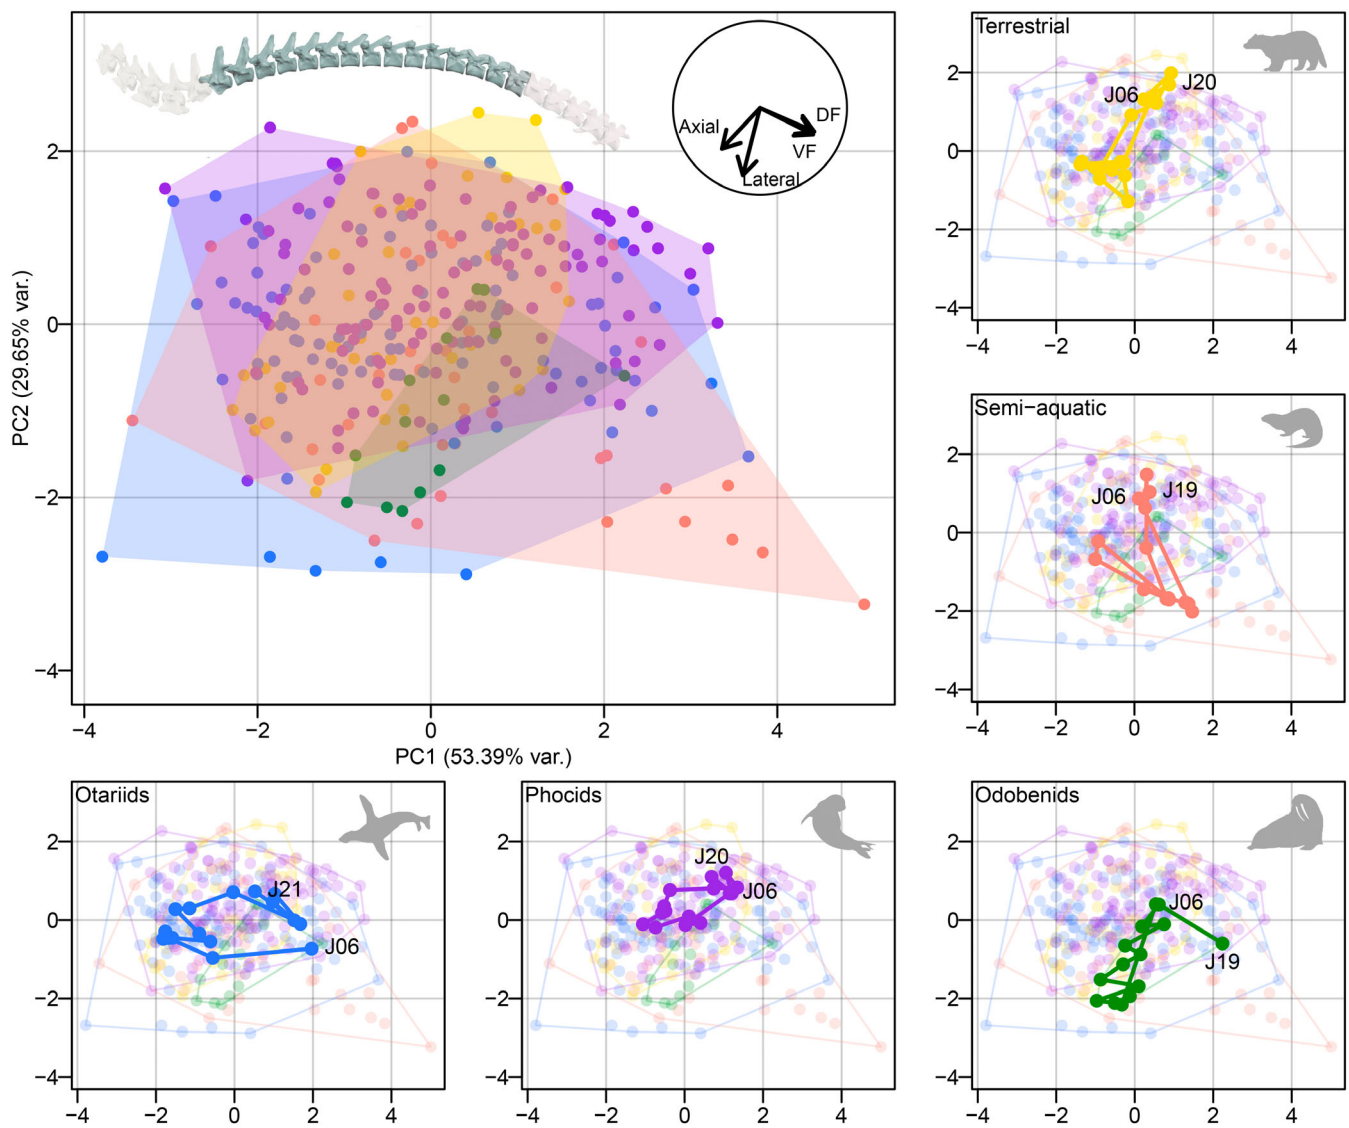 PC2 (29.65% var.)
2
0
−2
−4
Axial
Lateral
DF
VF
−4 −2 0 2 4
PC1 (53.39% var.)
Terrestrial
J06
J20
2
0
−2
−4
−4 −2 0 2 4
Semi−aquatic
J06
J19
2
0
−2
−4
−4 −2 0 2 4
Otariids
J21
J06
2
0
−2
−4
−4 −2 0 2 4
Phocids
J20
J06
2
0
−2
−4
−4 −2 0 2 4
Odobenids
J06
J19
2
0
−2
−4
−4 −2 0 2 4